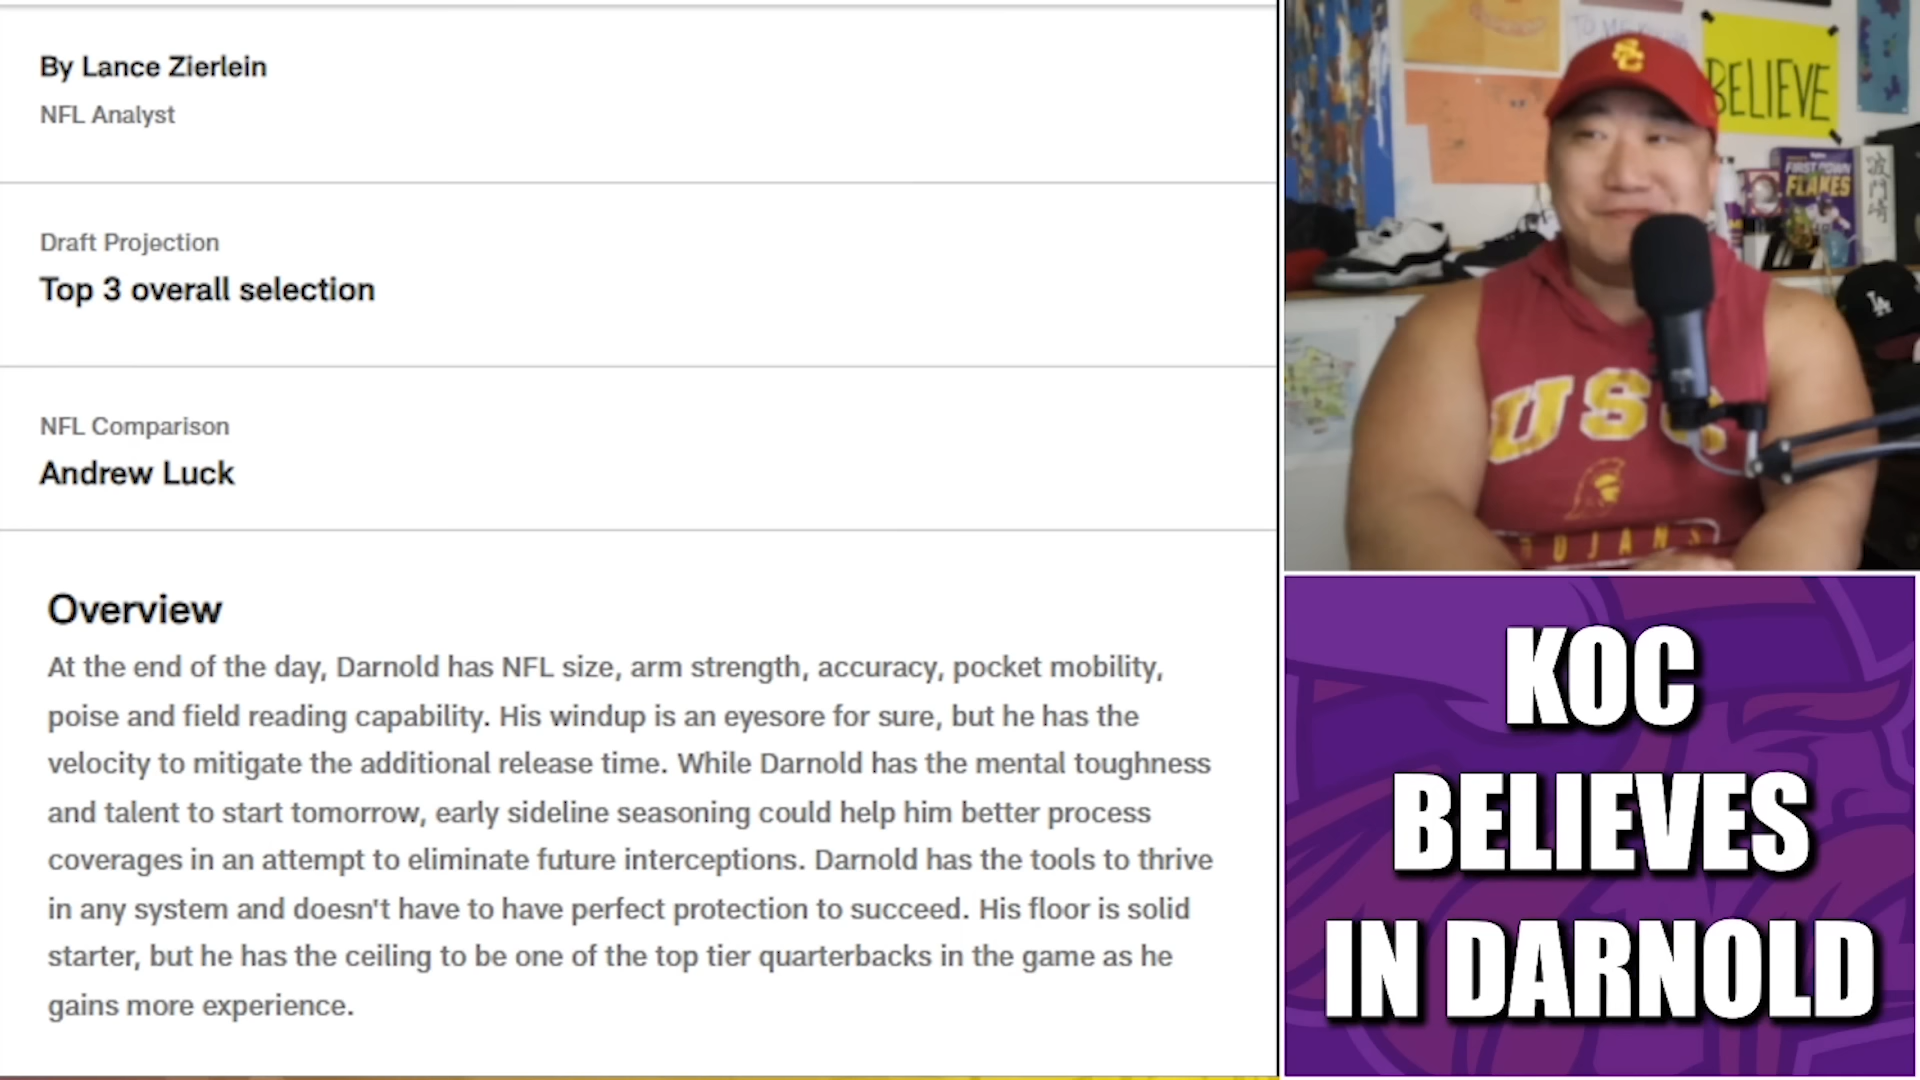 By Lance Zierlein
NFL Analyst
Draft Projection
Top 3 overall selection
NFL Comparison
Andrew Luck
Overview
At the end of the day, Darnold has NFL size, arm strength, accuracy, pocket mobility,
poise and field reading capability. His windup is an eyesore for sure, but he has the
velocity to mitigate the additional release time. While Darnold has the mental toughness
and talent to start tomorrow, early sideline seasoning could help him better process
coverages in an attempt to eliminate future interceptions. Darnold has the tools to thrive
in any system and doesn't have to have perfect protection to succeed. His floor is solid
starter, but he has the ceiling to be one of the top tier quarterbacks in the game as he
gains more experience.
SC
BELIEVE
FIRST DOWN
FLAKES
LA
USC
TROJANS
KOC
BELIEVES
IN DARNOLD